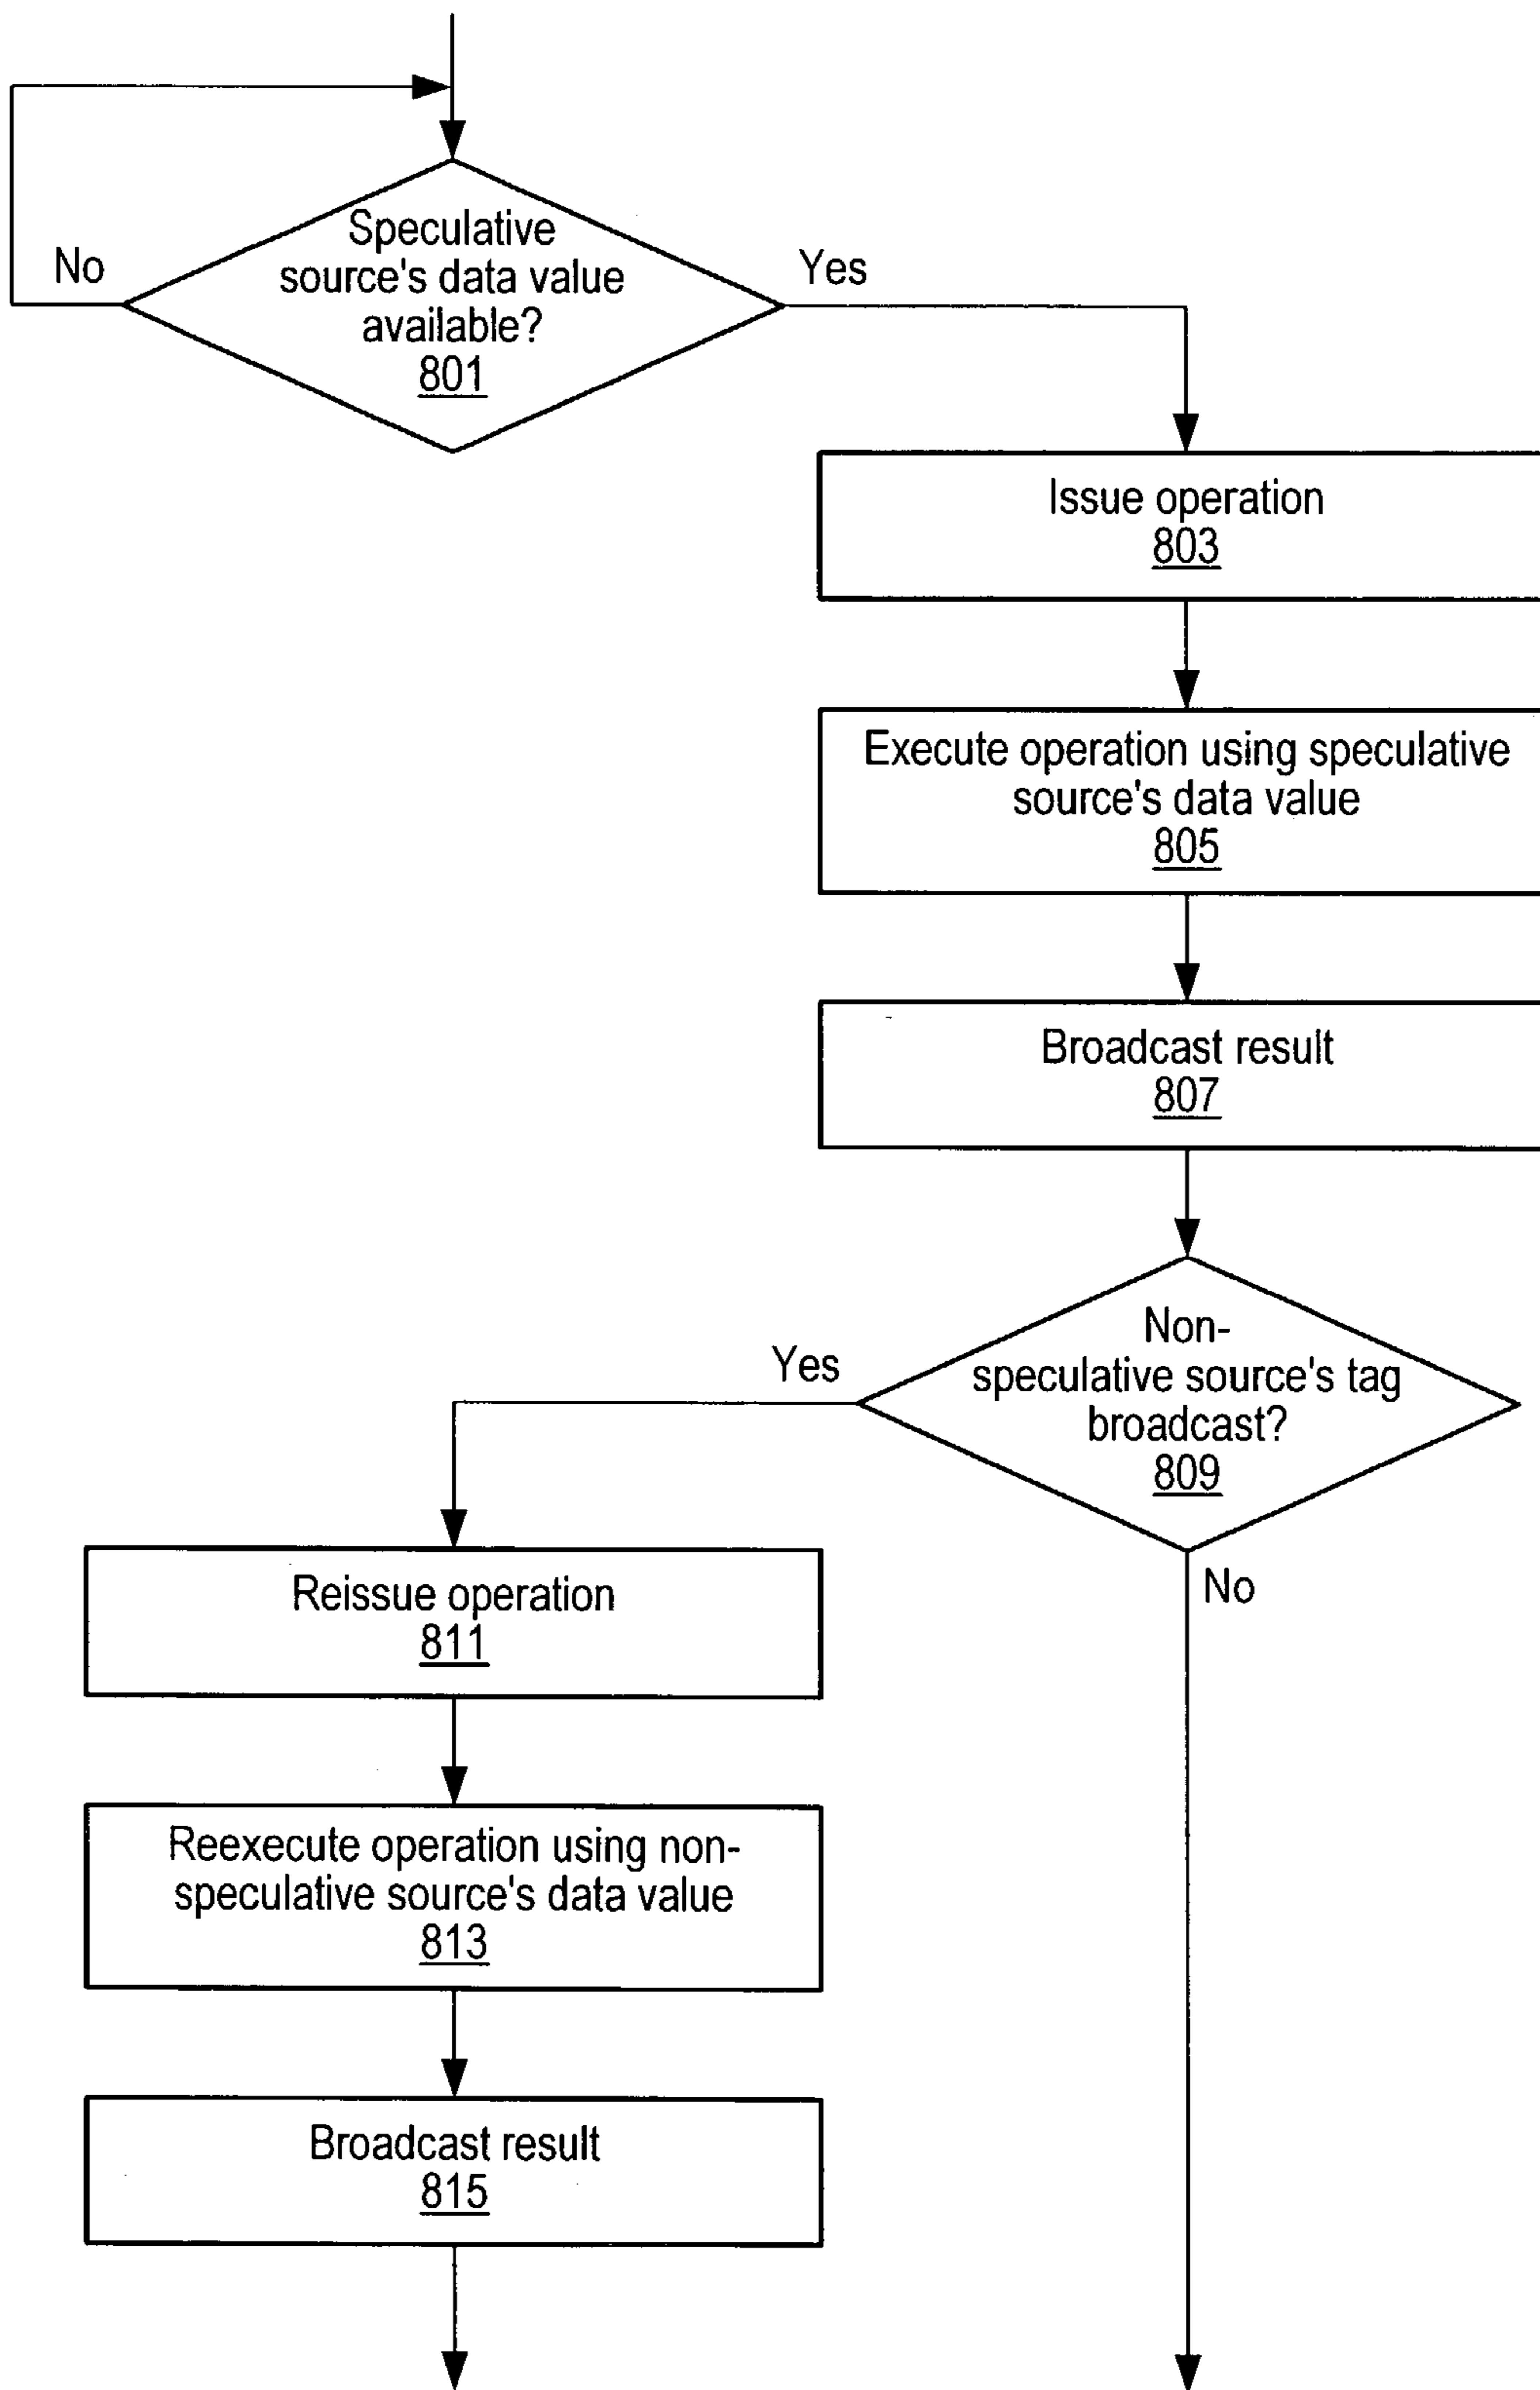 No
Speculative
source's data value
available?
801
Yes
Issue operation
803
Execute operation using speculative
source's data value
805
Broadcast result
807
Non-
speculative source's tag
broadcast?
809
Yes
No
Reissue operation
811
Reexecute operation using non-
speculative source's data value
813
Broadcast result
815